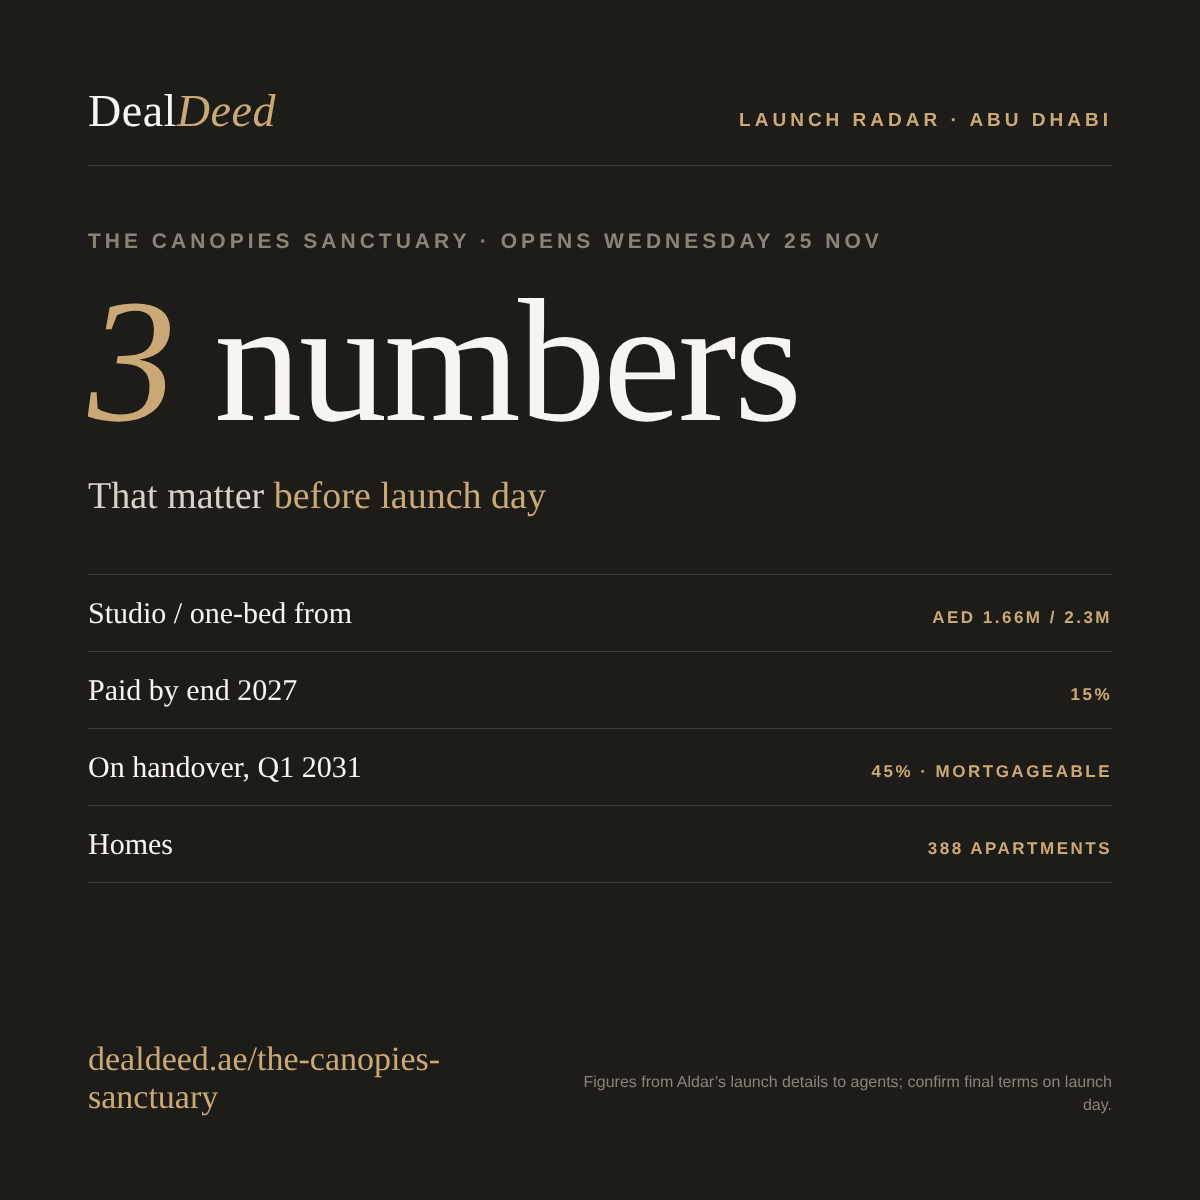 DealDeed
LAUNCH RADAR · ABU DHABI
THE CANOPIES SANCTUARY · OPENS WEDNESDAY 25 NOV
3 numbers
That matter before launch day
Studio / one-bed from
AED 1.66M / 2.3M
Paid by end 2027
15%
On handover, Q1 2031
45% · MORTGAGEABLE
Homes
388 APARTMENTS
dealdeed.ae/the-canopies-
sanctuary
Figures from Aldar’s launch details to agents; confirm final terms on launch
day.